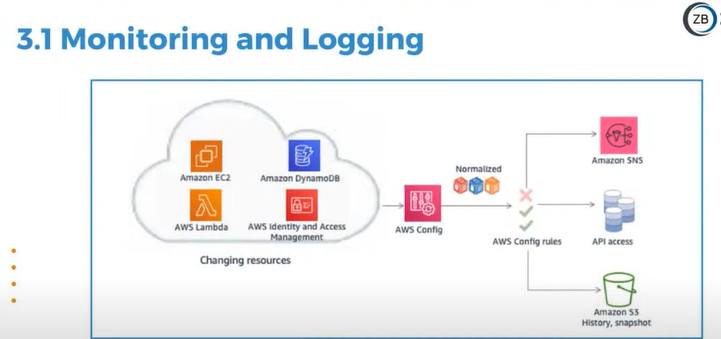 ZB
3.1 Monitoring and Logging
Amazon EC2
Amazon DynamoDB
AWS Lambda
AWS Identity and Access
Management
Changing resources
AWS Config
Normalized
AWS Config rules
Amazon SNS
API access
Amazon S3
History, snapshot